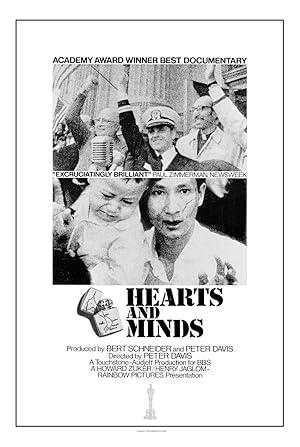 ACADEMY AWARD WINNER BEST DOCUMENTARY
"EXCRUCIATINGLY BRILLIANT" PAUL ZIMMERMAN, NEWSWEEK
HEARTS
AND
MINDS
Produced by BERT SCHNEIDER and PETER DAVIS
Directed by PETER DAVIS
A Touchstone-Audjeff Production for BBS
A HOWARD ZUKER/HENRY JAGLOM-
RAINBOW PICTURES Presentation